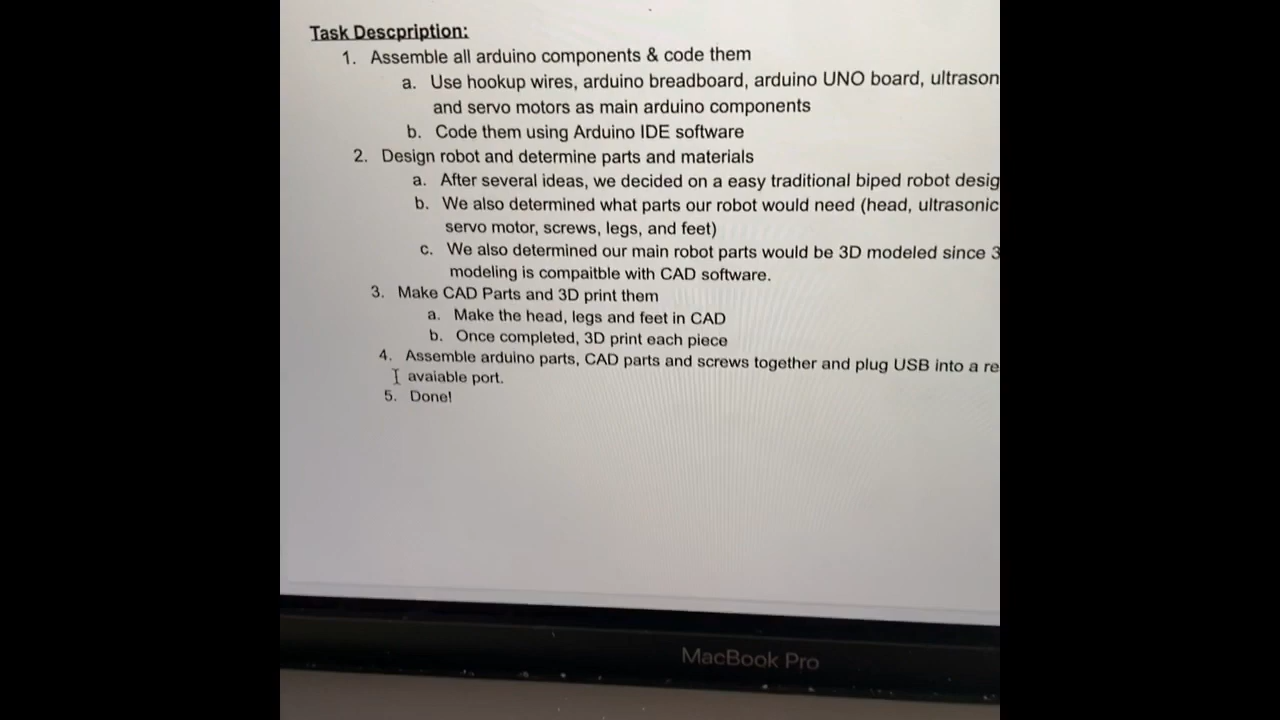 Task Descpription:
1. Assemble all arduino components & code them
a. Use hookup wires, arduino breadboard, arduino UNO board, ultrason
and servo motors as main arduino components
b. Code them using Arduino IDE software
2. Design robot and determine parts and materials
a. After several ideas, we decided on a easy traditional biped robot desig
b. We also determined what parts our robot would need (head, ultrasonic
servo motor, screws, legs, and feet)
c. We also determined our main robot parts would be 3D modeled since 3
modeling is compaitble with CAD software.
3. Make CAD Parts and 3D print them
a. Make the head, legs and feet in CAD
b. Once completed, 3D print each piece
4. Assemble arduino parts, CAD parts and screws together and plug USB into a re
avaiable port.
5. Done!
MacBook Pro